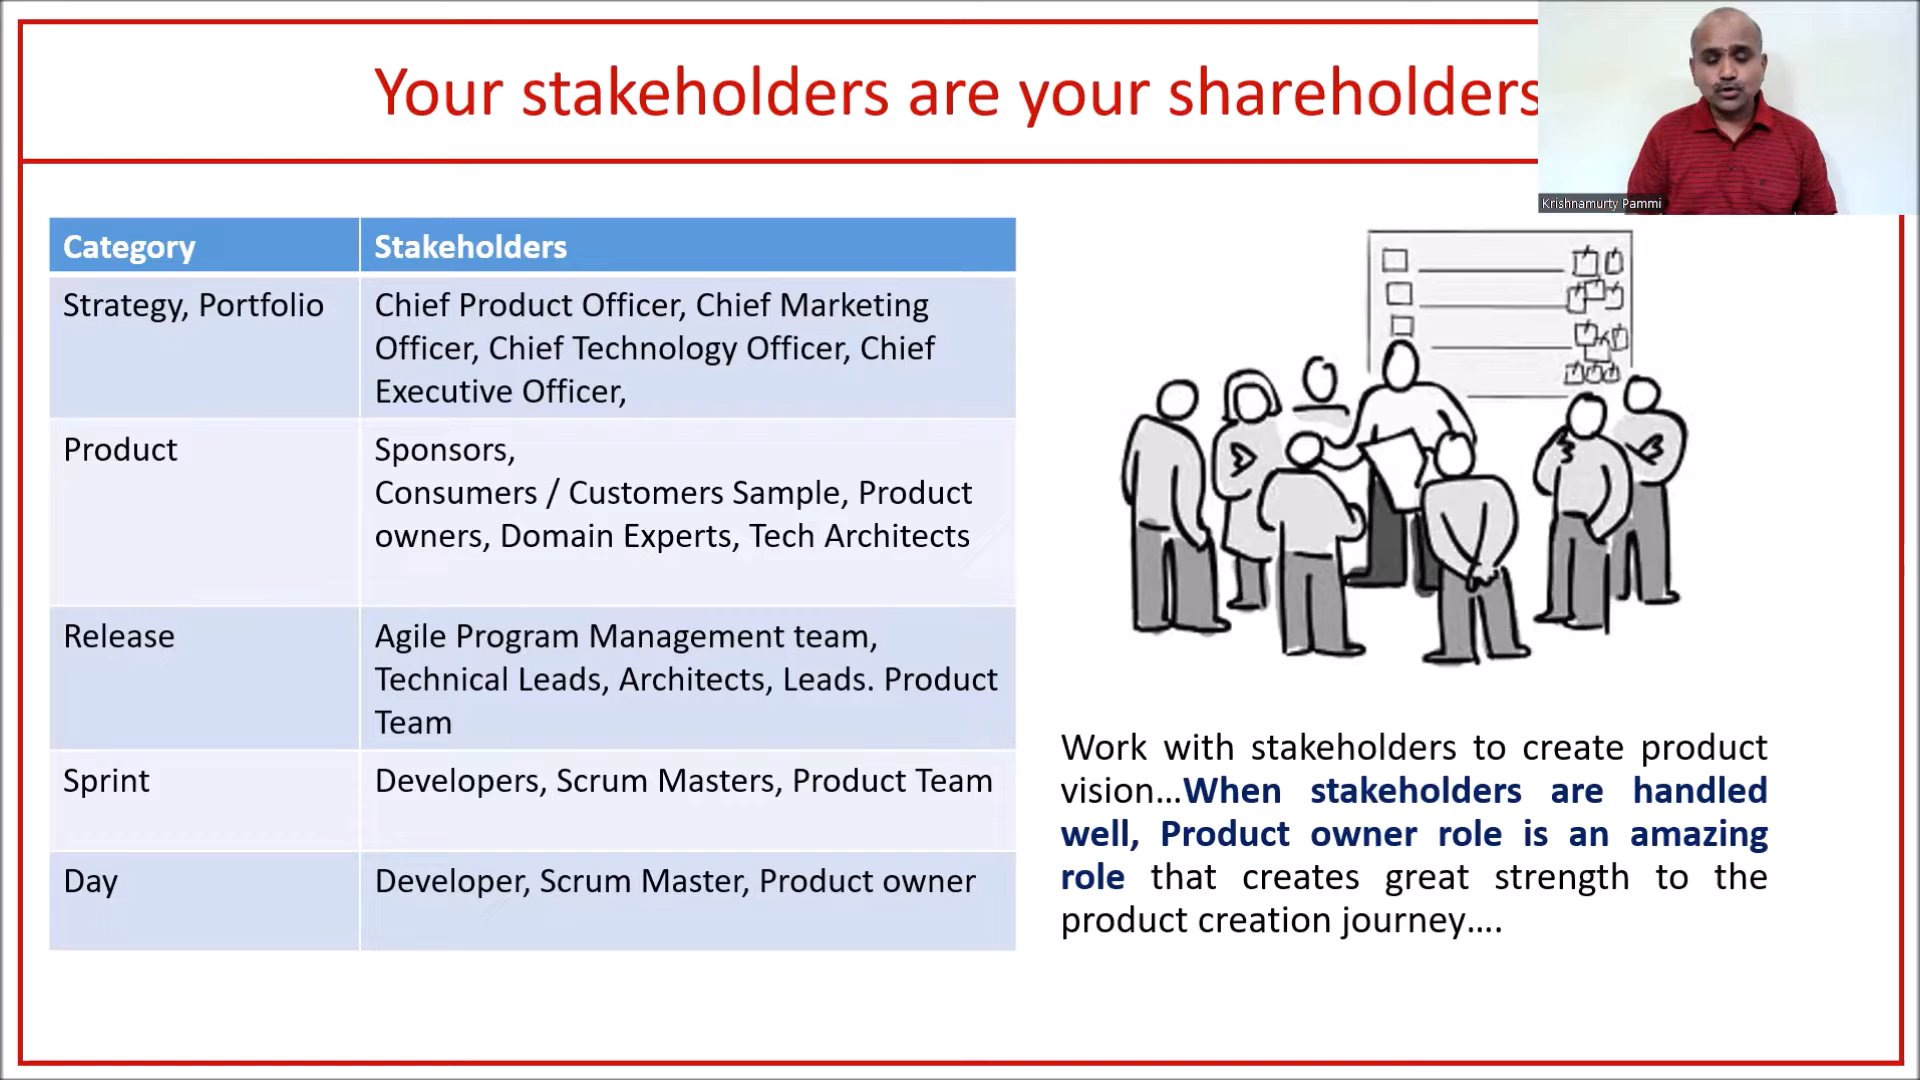 Your stakeholders are your shareholders
Krishnamurty Pammi
Category Stakeholders
Strategy, Portfolio Chief Product Officer, Chief Marketing
Officer, Chief Technology Officer, Chief
Executive Officer,
Product Sponsors,
Consumers / Customers Sample, Product
owners, Domain Experts, Tech Architects
Release Agile Program Management team,
Technical Leads, Architects, Leads. Product
Team
Sprint Developers, Scrum Masters, Product Team
Day Developer, Scrum Master, Product owner
Work with stakeholders to create product
vision…When stakeholders are handled
well, Product owner role is an amazing
role that creates great strength to the
product creation journey….